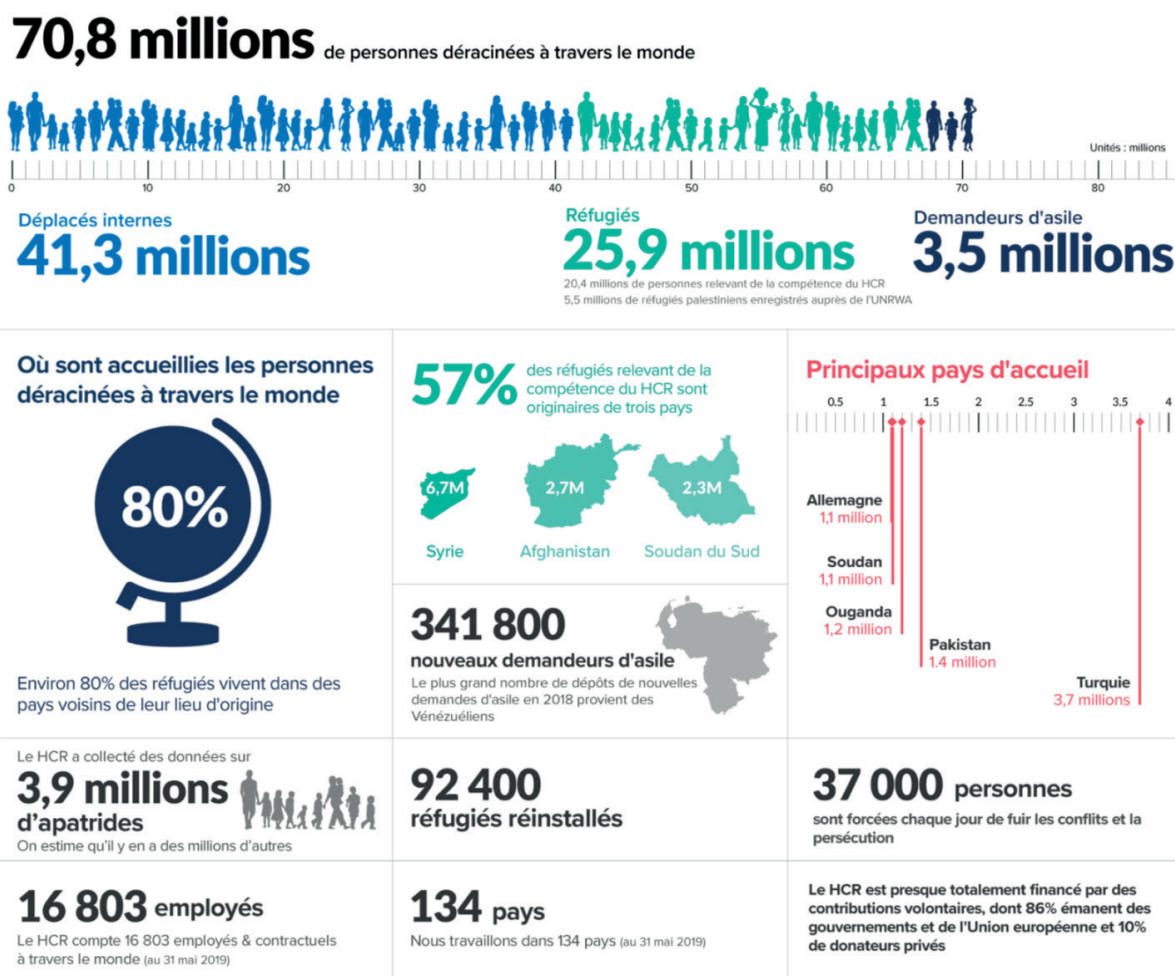 70,8 millions de personnes déracinées à travers le monde
Unités : millions
0 10 20 30 40 50 60 70 80
Déplacés internes
41,3 millions
Réfugiés
25,9 millions
20,4 millions de personnes relevant de la compétence du HCR
5,5 millions de réfugiés palestiniens enregistrés auprès de l'UNRWA
Demandeurs d'asile
3,5 millions
Où sont accueillies les personnes
déracinées à travers le monde
80%
Environ 80% des réfugiés vivent dans des
pays voisins de leur lieu d'origine
57% des réfugiés relevant de la
compétence du HCR sont
originaires de trois pays
6,7M 2,7M 2,3M
Syrie Afghanistan Soudan du Sud
341 800
nouveaux demandeurs d'asile
Le plus grand nombre de dépôts de nouvelles
demandes d'asile en 2018 provient des
Vénézuéliens
Principaux pays d'accueil
0.5 1 1.5 2 2.5 3 3.5 4
Allemagne
1,1 million
Soudan
1,1 million
Ouganda
1,2 million
Pakistan
1.4 million
Turquie
3,7 millions
Le HCR a collecté des données sur
3,9 millions
d'apatrides
On estime qu'il y en a des millions d'autres
92 400
réfugiés réinstallés
37 000 personnes
sont forcées chaque jour de fuir les conflits et la
persécution
16 803 employés
Le HCR compte 16 803 employés & contractuels
à travers le monde (au 31 mai 2019)
134 pays
Nous travaillons dans 134 pays (au 31 mai 2019)
Le HCR est presque totalement financé par des
contributions volontaires, dont 86% émanent des
gouvernements et de l'Union européenne et 10%
de donateurs privés